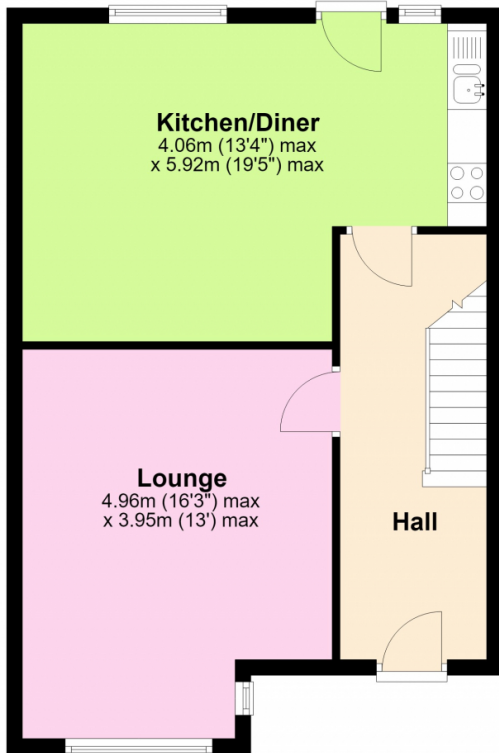 Kitchen/Diner
4.06m (13'4") max
x 5.92m (19'5") max
Lounge
4.96m (16'3") max
x 3.95m (13') max
Hall